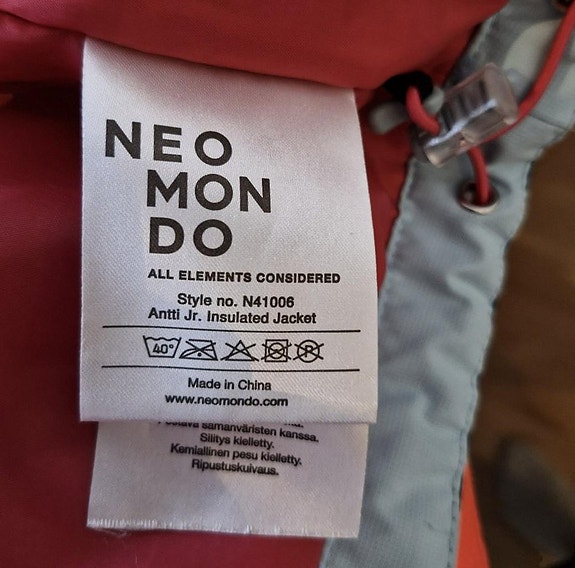 NEO
MON
DO
ALL ELEMENTS CONSIDERED
Style no. N41006
Antti Jr. Insulated Jacket
40°
Made in China
www.neomondo.com
samanväristen kanssa.
Silitys kielletty.
Kemiallinen pesu kielletty.
Ripustuskuivaus.